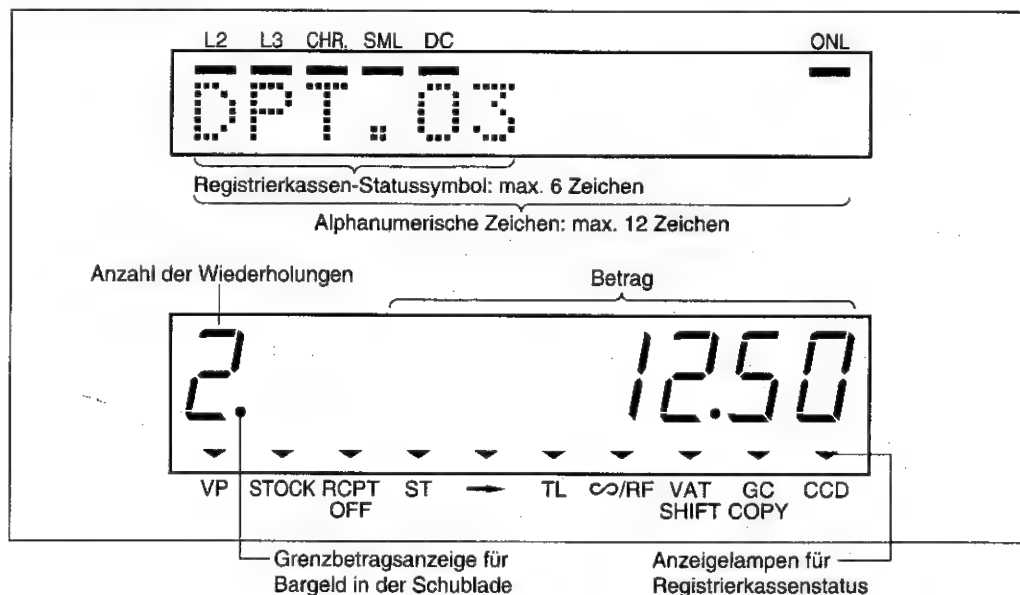 L2 L3 CHR. SML DC ONL
DPT.03
Registrierkassen-Statussymbol: max. 6 Zeichen
Alphanumerische Zeichen: max. 12 Zeichen
Anzahl der Wiederholungen
Betrag
2. 12.50
VP STOCK RCPT OFF ST → TL ᔕ/RF VAT SHIFT GC COPY CCD
Grenzbetragsanzeige für
Bargeld in der Schublade
Anzeigelampen für
Registrierkassenstatus